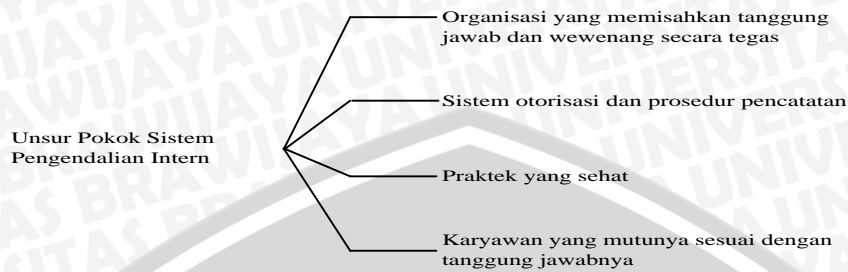 Organisasi yang memisahkan tanggung
jawab dan wewenang secara tegas
Sistem otorisasi dan prosedur pencatatan
Unsur Pokok Sistem
Pengendalian Intern
Praktek yang sehat
Karyawan yang mutunya sesuai dengan
tanggung jawabnya